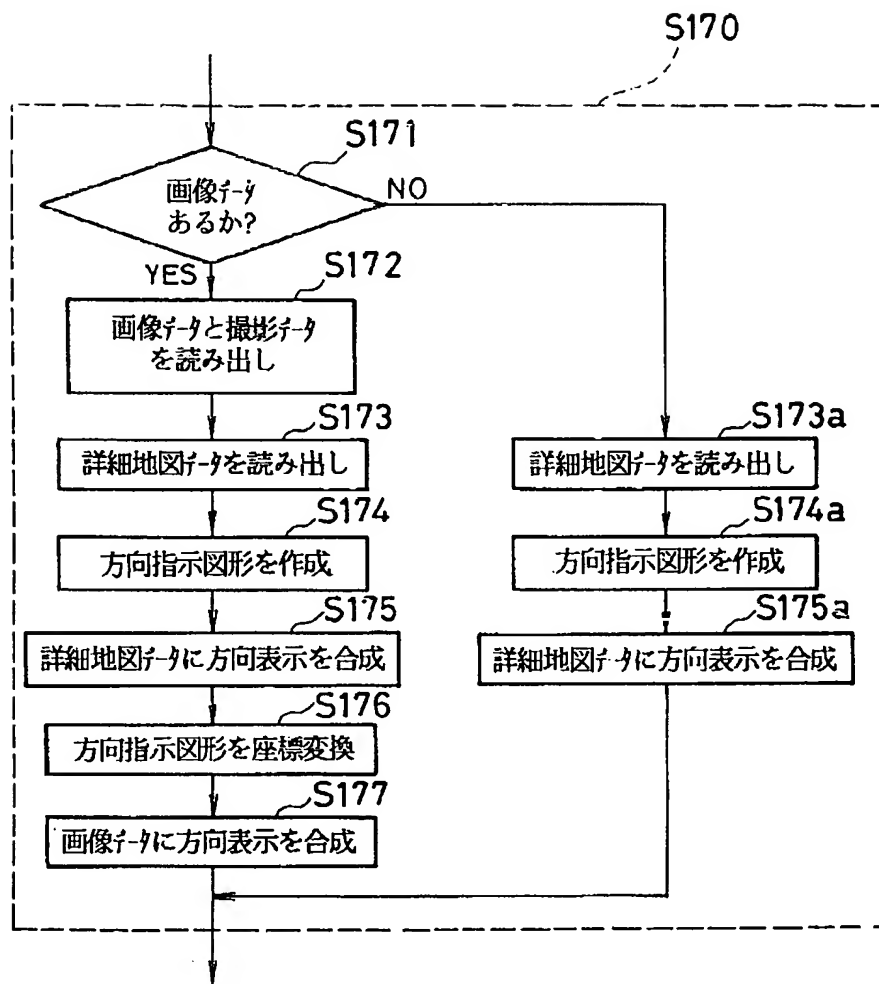 S170
S171
画像データ
あるか?
NO
YES
S172
画像データと撮影データ
を読み出し
S173
詳細地図データを読み出し
S174
方向指示図形を作成
S175
詳細地図データに方向表示を合成
S176
方向指示図形を座標変換
S177
画像データに方向表示を合成
S173a
詳細地図データを読み出し
S174a
方向指示図形を作成
S175a
詳細地図データに方向表示を合成